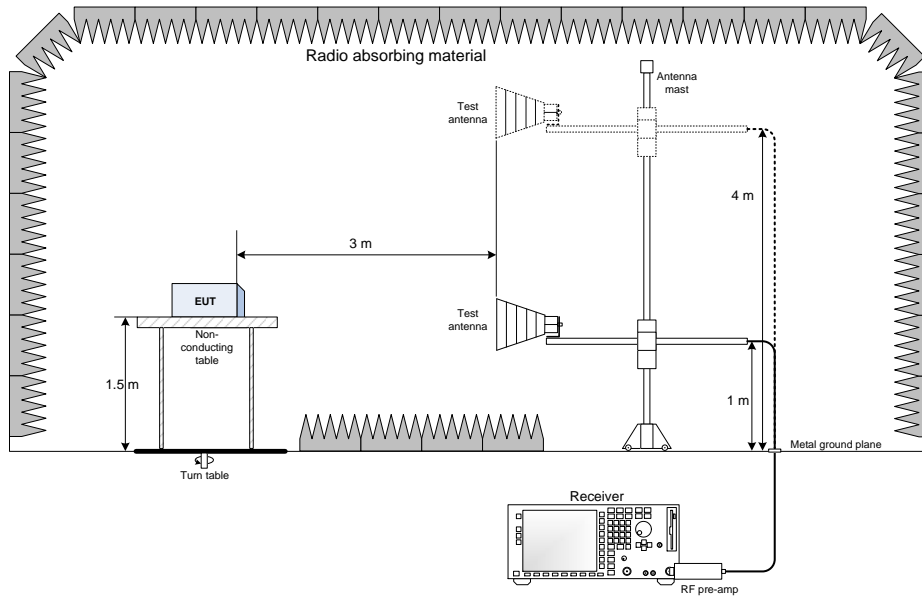 Radio absorbing material
Antenna
mast
Test
antenna
4 m
3 m
EUT
Test
antenna
Non-
conducting
table
1.5 m
1 m
Metal ground plane
Turn table
Receiver
RF pre-amp